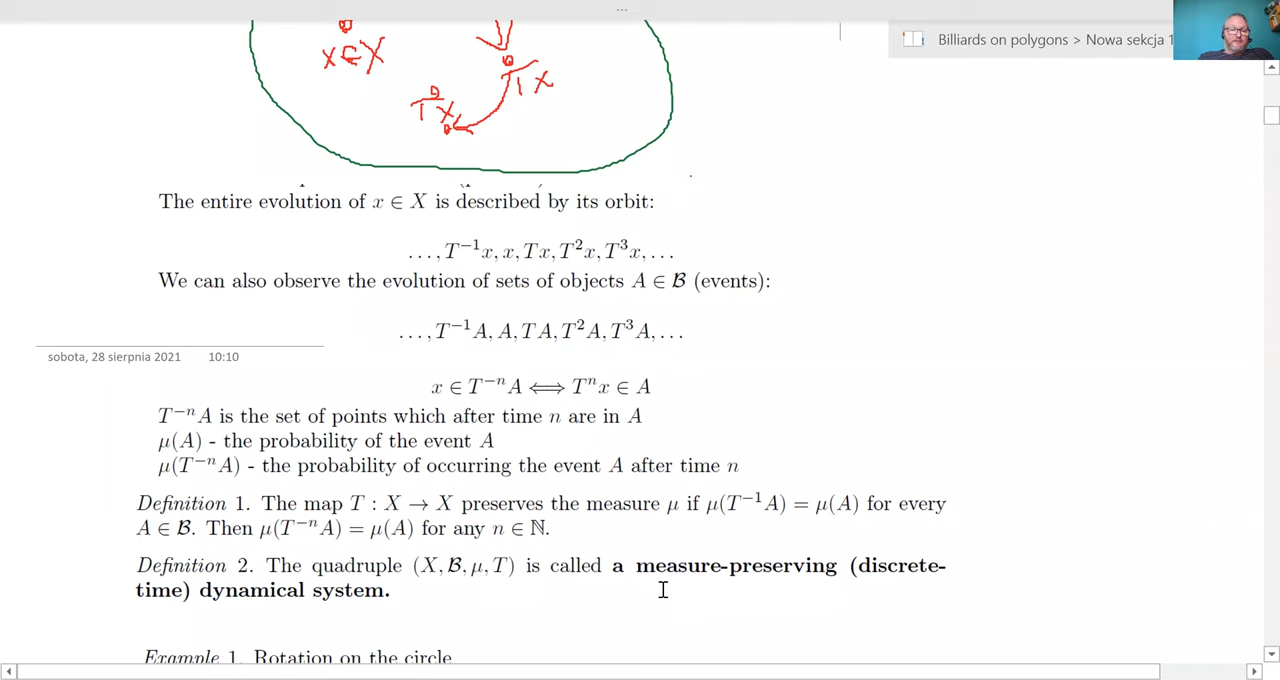 ...
Billiards on polygons > Nowa sekcja 1
x∈X
Tx
T²x
The entire evolution of x ∈ X is described by its orbit:
..., T⁻¹x, x, Tx, T²x, T³x, ...
We can also observe the evolution of sets of objects A ∈ ℬ (events):
..., T⁻¹A, A, TA, T²A, T³A, ...
sobota, 28 sierpnia 2021 10:10
x ∈ T⁻ⁿA ⟺ Tⁿx ∈ A
T⁻ⁿA is the set of points which after time n are in A
μ(A) - the probability of the event A
μ(T⁻ⁿA) - the probability of occurring the event A after time n
Definition 1. The map T : X → X preserves the measure μ if μ(T⁻¹A) = μ(A) for every
A ∈ ℬ. Then μ(T⁻ⁿA) = μ(A) for any n ∈ ℕ.
Definition 2. The quadruple (X, ℬ, μ, T) is called a measure-preserving (discrete-
time) dynamical system.
Example 1. Rotation on the circle